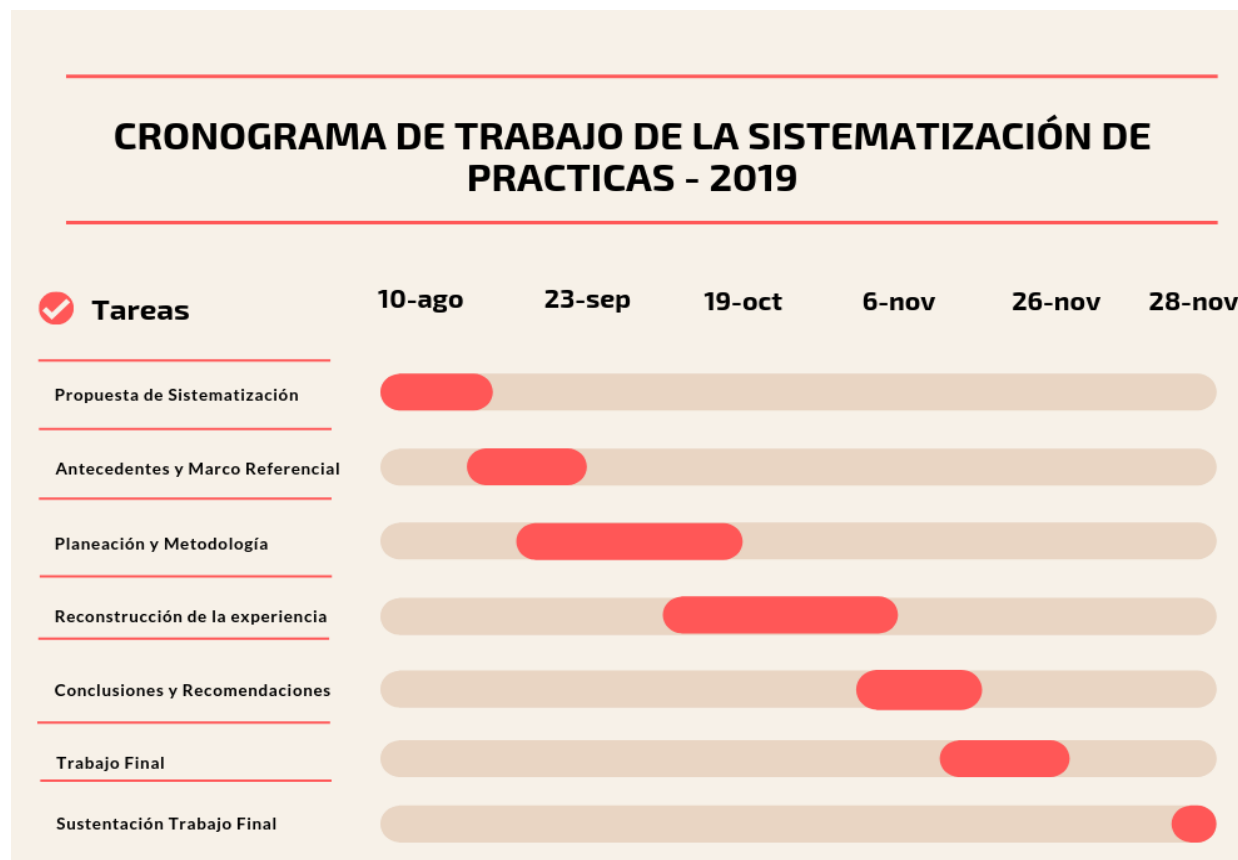 CRONOGRAMA DE TRABAJO DE LA SISTEMATIZACIÓN DE
PRACTICAS - 2019
Tareas
10-ago
23-sep
19-oct
6-nov
26-nov
28-nov
Propuesta de Sistematización
Antecedentes y Marco Referencial
Planeación y Metodología
Reconstrucción de la experiencia
Conclusiones y Recomendaciones
Trabajo Final
Sustentación Trabajo Final